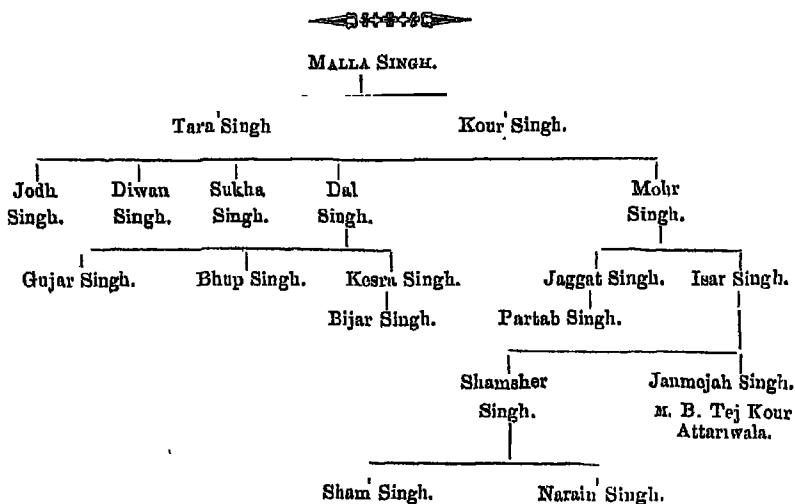 MALLA SINGH.
Tara Singh Kour Singh.
Jodh Diwan Sukha Dal Mohr
Singh. Singh. Singh. Singh. Singh.
Gujar Singh. Bhup Singh. Kesra Singh. Jaggat Singh. Isar Singh.
Bijar Singh. Partab Singh.
Shamsher Janmejah Singh.
Singh. M. B. Tej Kour
Attariwala.
Sham Singh. Narain Singh.